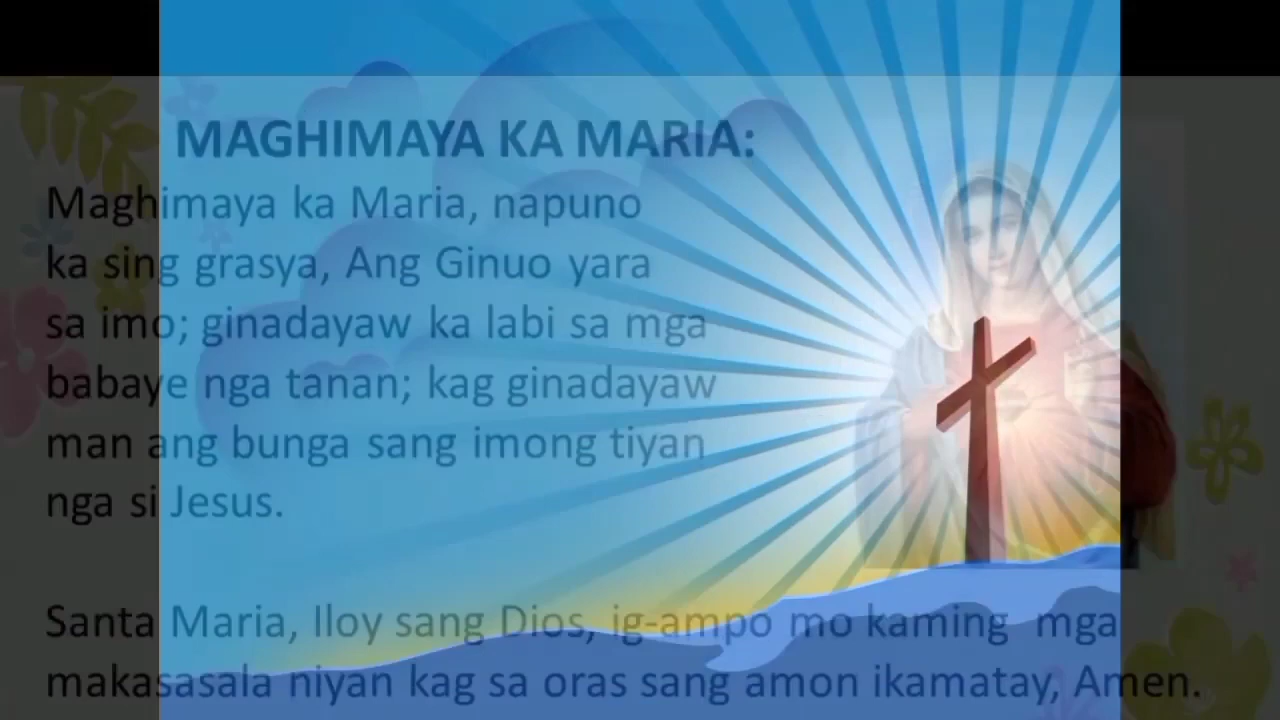 MAGHIMAYA KA MARIA:
Maghimaya ka Maria, napuno
ka sing grasya, Ang Ginuo yara
sa imo; ginadayaw ka labi sa mga
babaye nga tanan; kag ginadayaw
man ang bunga sang imong tiyan
nga si Jesus.
Santa Maria, Iloy sang Dios, ig-ampo mo kaming mga
makasasala niyan kag sa oras sang amon ikamatay, Amen.